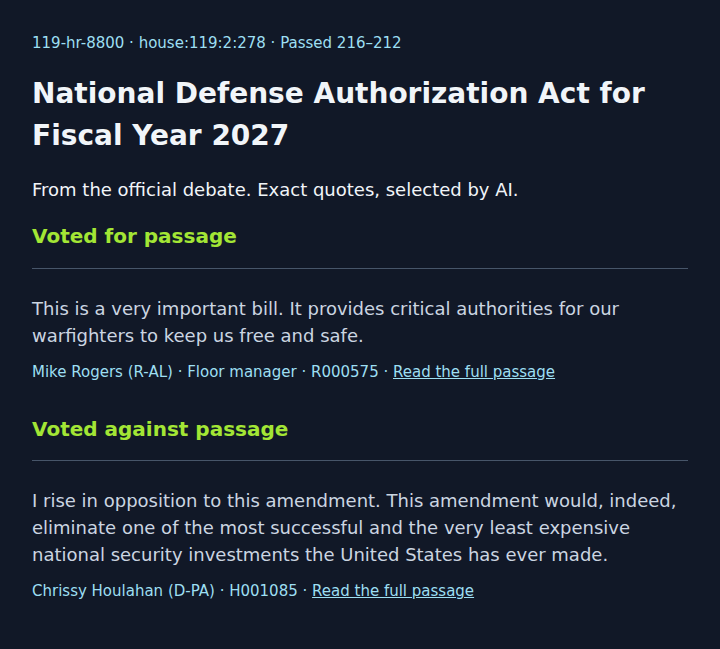 119-hr-8800 · house:119:2:278 · Passed 216–212
National Defense Authorization Act for
Fiscal Year 2027
From the official debate. Exact quotes, selected by AI.
Voted for passage
This is a very important bill. It provides critical authorities for our
warfighters to keep us free and safe.
Mike Rogers (R-AL) · Floor manager · R000575 · Read the full passage
Voted against passage
I rise in opposition to this amendment. This amendment would, indeed,
eliminate one of the most successful and the very least expensive
national security investments the United States has ever made.
Chrissy Houlahan (D-PA) · H001085 · Read the full passage